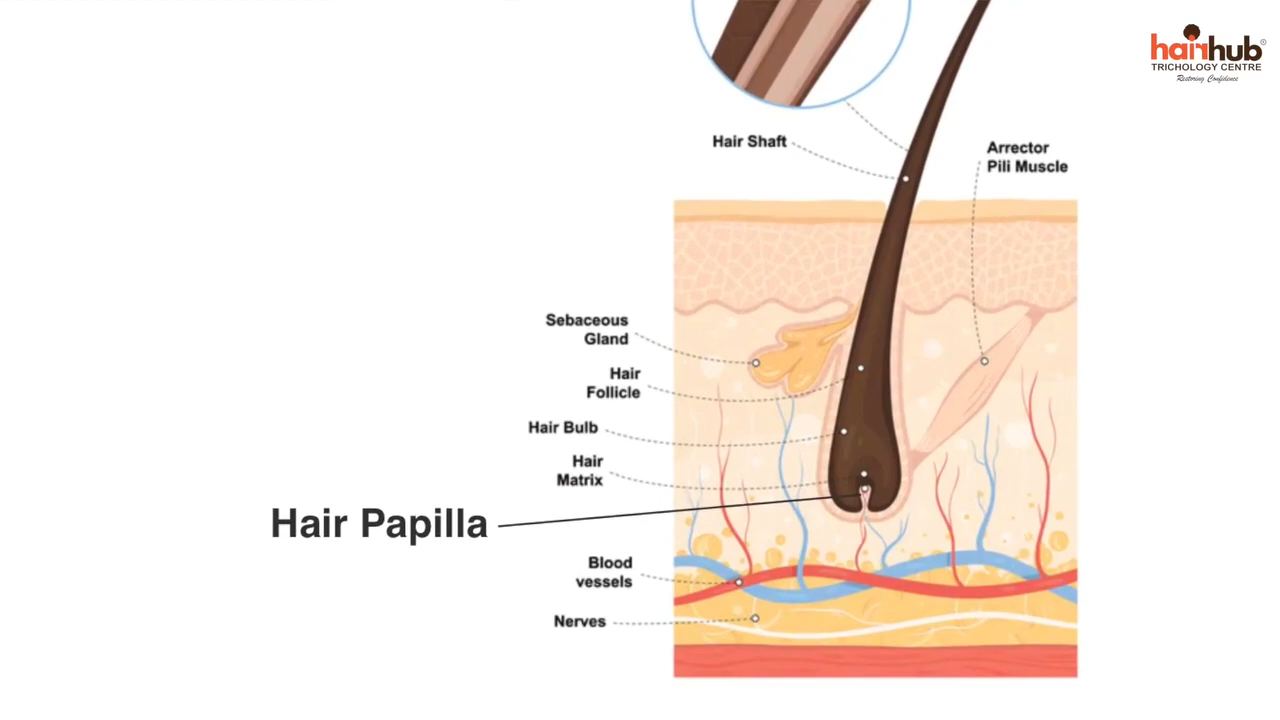 hairhub®
TRICHOLOGY CENTRE
Restoring Confidence
Hair Shaft
Arrector
Pili Muscle
Sebaceous
Gland
Hair
Follicle
Hair Bulb
Hair
Matrix
Hair Papilla
Blood
vessels
Nerves